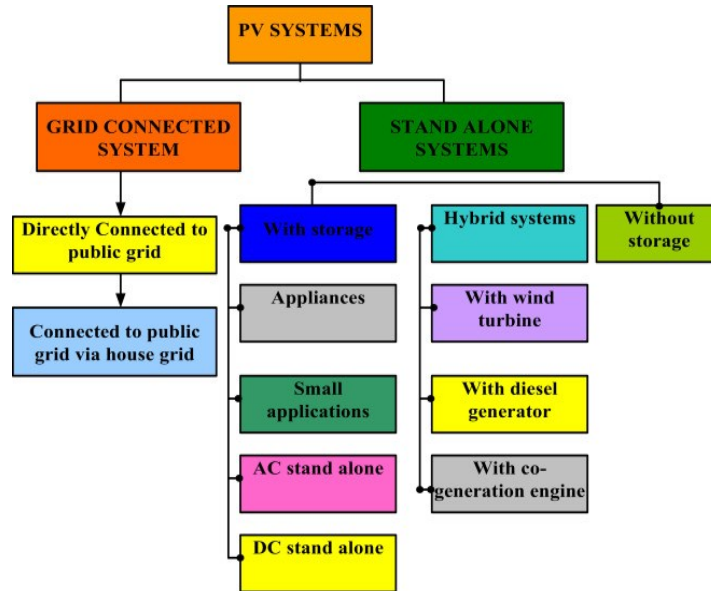 PV SYSTEMS
GRID CONNECTED
SYSTEM
STAND ALONE
SYSTEMS
Directly Connected to
public grid
Connected to public
grid via house grid
With storage
Appliances
Small
applications
AC stand alone
DC stand alone
Hybrid systems
With wind
turbine
With diesel
generator
With co-
generation engine
Without
storage